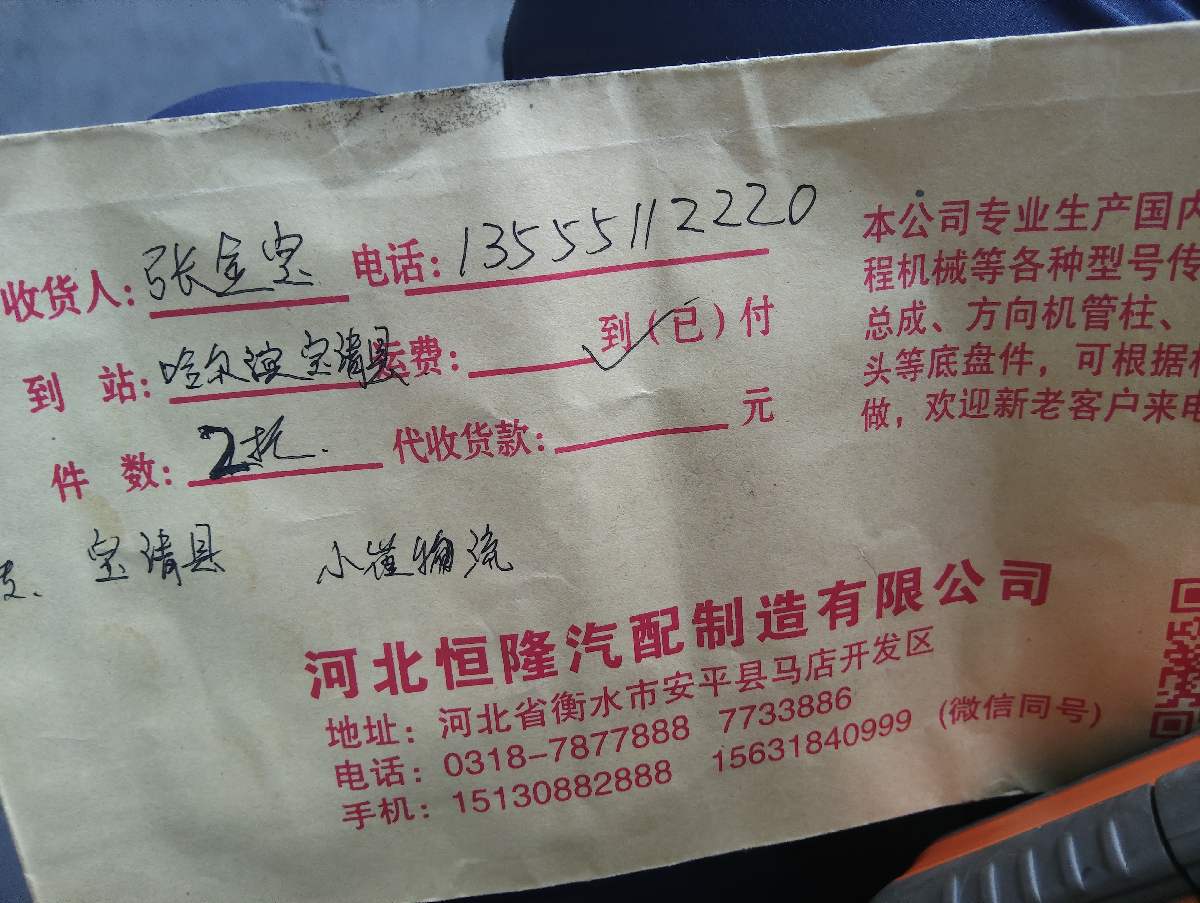 收货人: 张金宝 电话: 13555112220
到 站: 哈尔滨宝清县 运费: 到(已)付
件 数: 2托. 代收货款: 元
宝清县 小崔物流
本公司专业生产国内
程机械等各种型号传
总成、方向机管柱、
头等底盘件，可根据
做，欢迎新老客户来电
河北恒隆汽配制造有限公司
地址: 河北省衡水市安平县马店开发区
电话: 0318-7877888 7733886
手机: 15130882888 15631840999 (微信同号)